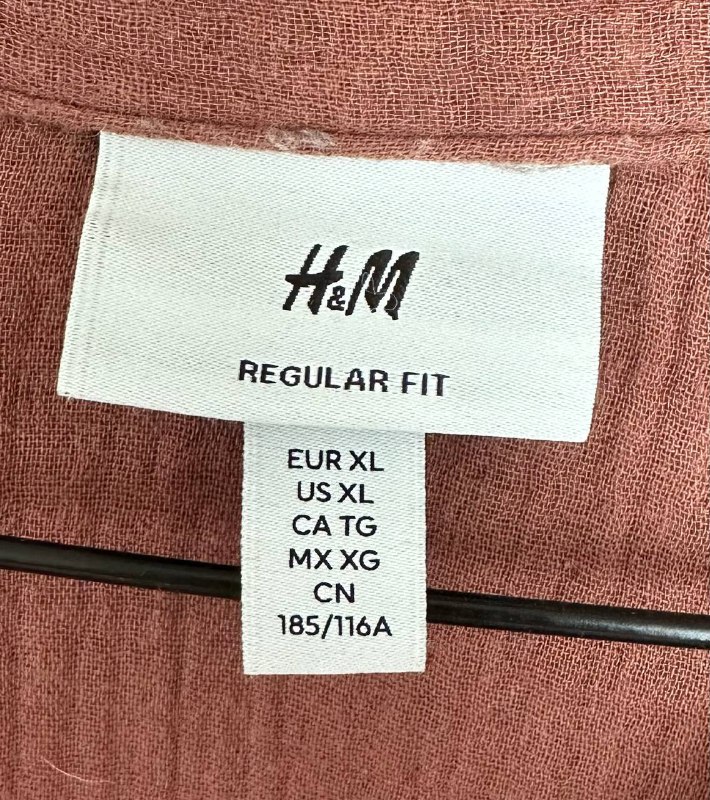 H&M
REGULAR FIT
EUR XL
US XL
CA TG
MX XG
CN
185/116A